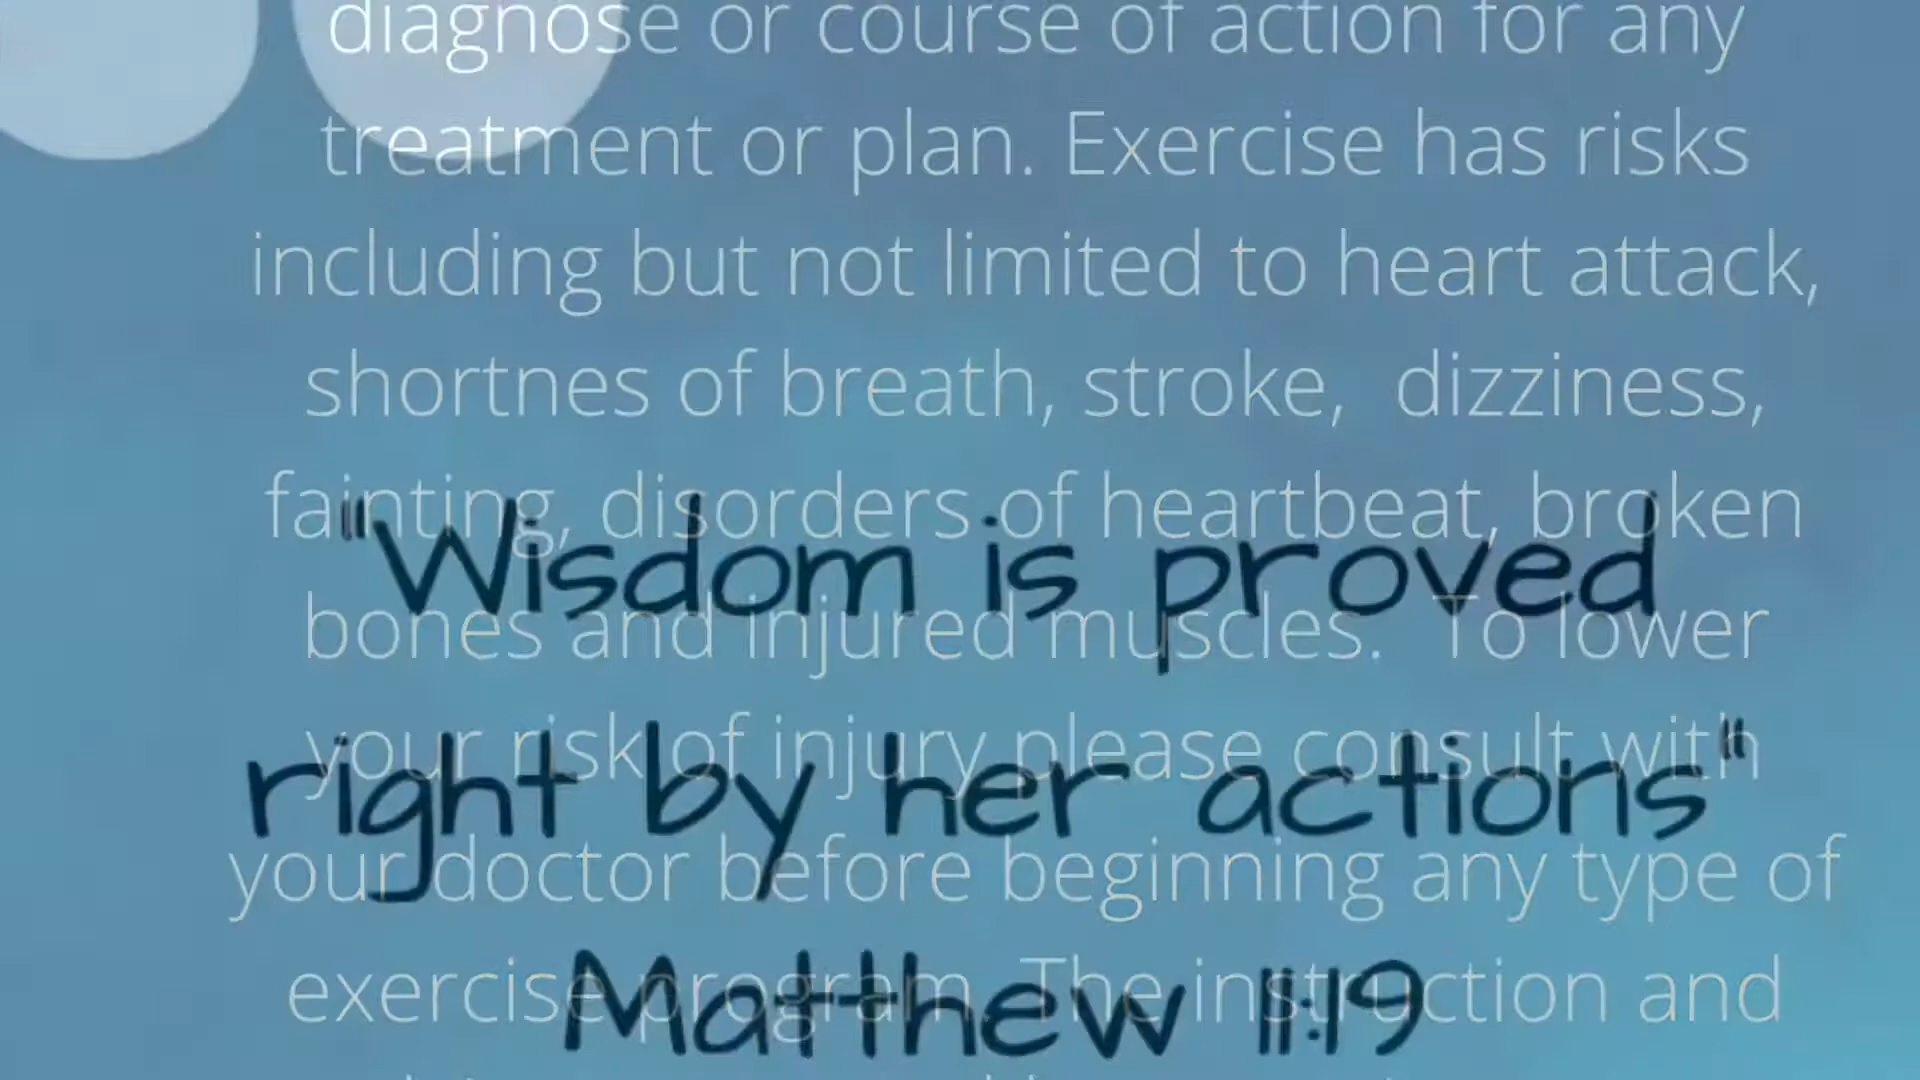 diagnose or course of action for any
treatment or plan. Exercise has risks
including but not limited to heart attack,
shortnes of breath, stroke,  dizziness,
fainting, disorders of heartbeat, broken
"Wisdom is proved
bones and injured muscles.  To lower
your risk of injury please consult with
right by her actions"
your doctor before beginning any type of
exercise program. The instruction and
Matthew 11:19